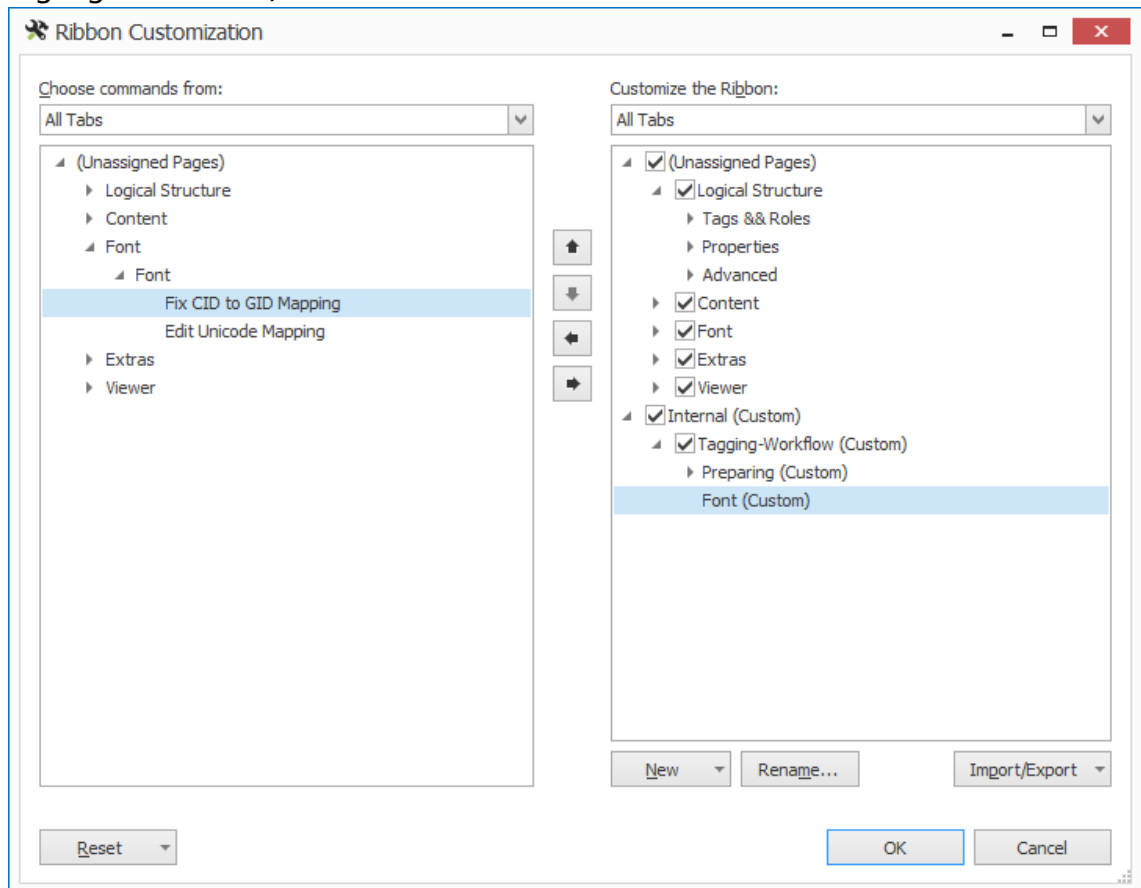 Ribbon Customization
Choose commands from:
All Tabs
(Unassigned Pages)
Logical Structure
Content
Font
Font
Fix CID to GID Mapping
Edit Unicode Mapping
Extras
Viewer
Customize the Ribbon:
All Tabs
(Unassigned Pages)
Logical Structure
Tags && Roles
Properties
Advanced
Content
Font
Extras
Viewer
Internal (Custom)
Tagging-Workflow (Custom)
Preparing (Custom)
Font (Custom)
New
Rename...
Import/Export
Reset
OK
Cancel